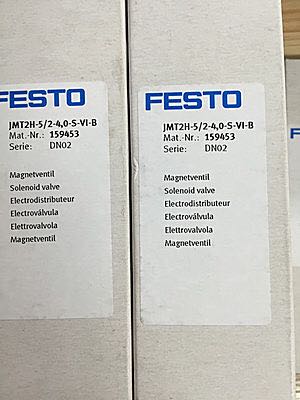 FESTO
JMT2H-5/2-4,0-S-VI-B
Mat.-Nr.: 159453
Serie: DN02
Magnetventil
Solenoid valve
Electrodistributeur
Electroválvula
Elettrovalvola
Magnetventil
FESTO
JMT2H-5/2-4,0-S-VI-B
Mat.-Nr.: 159453
Serie: DN02
Magnetventil
Solenoid valve
Electrodistributeur
Electroválvula
Elettrovalvola
Magnetventil